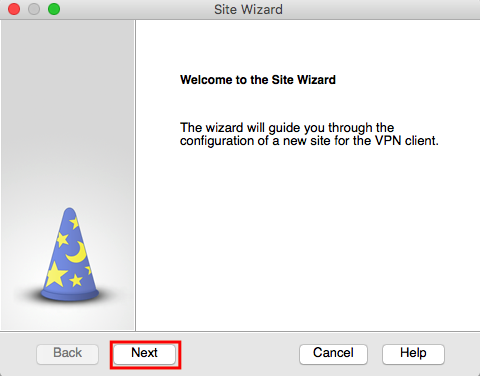 Site Wizard
Welcome to the Site Wizard
The wizard will guide you through the
configuration of a new site for the VPN client.
Back
Next
Cancel
Help